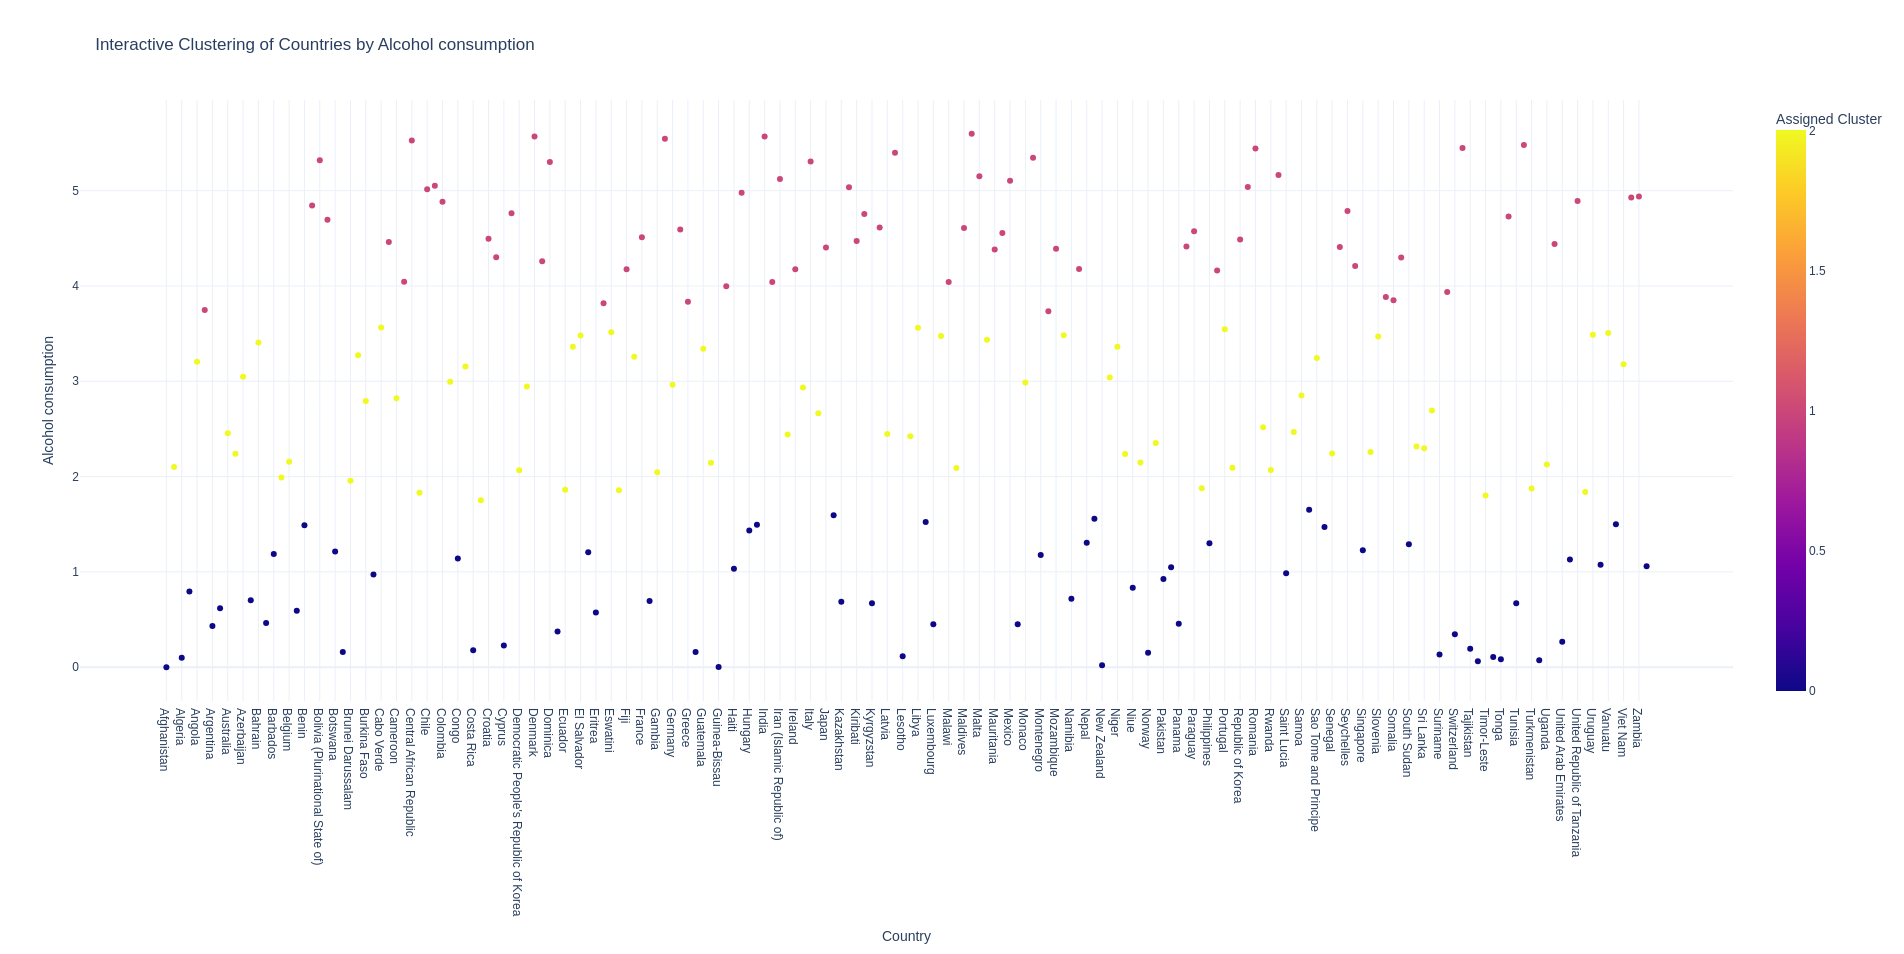 Interactive Clustering of Countries by Alcohol consumption
Assigned Cluster
2
1.5
1
0.5
0
Alcohol consumption
5
4
3
2
1
0
Afghanistan
Algeria
Angola
Argentina
Australia
Azerbaijan
Bahrain
Barbados
Belgium
Benin
Bolivia (Plurinational State of)
Botswana
Brunei Darussalam
Burkina Faso
Cabo Verde
Cameroon
Central African Republic
Chile
Colombia
Congo
Costa Rica
Croatia
Cyprus
Democratic People's Republic of Korea
Denmark
Dominica
Ecuador
El Salvador
Eritrea
Eswatini
Fiji
France
Gambia
Germany
Greece
Guatemala
Guinea-Bissau
Haiti
Hungary
India
Iran (Islamic Republic of)
Ireland
Italy
Japan
Kazakhstan
Kiribati
Kyrgyzstan
Latvia
Lesotho
Libya
Luxembourg
Malawi
Maldives
Malta
Mauritania
Mexico
Monaco
Montenegro
Mozambique
Namibia
Nepal
New Zealand
Niger
Niue
Norway
Pakistan
Panama
Paraguay
Philippines
Portugal
Republic of Korea
Romania
Rwanda
Saint Lucia
Samoa
Sao Tome and Principe
Senegal
Seychelles
Singapore
Slovenia
Somalia
South Sudan
Sri Lanka
Suriname
Switzerland
Tajikistan
Timor-Leste
Tonga
Tunisia
Turkmenistan
Uganda
United Arab Emirates
United Republic of Tanzania
Uruguay
Vanuatu
Viet Nam
Zambia
Country